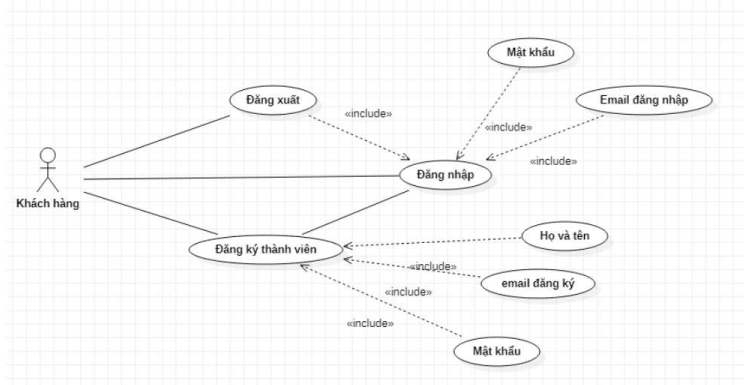 Mật khẩu
Đăng xuất
Email đăng nhập
«include»
«include»
«include»
Đăng nhập
Khách hàng
Họ và tên
Đăng ký thành viên
«include»
email đăng ký
«include»
«include»
Mật khẩu